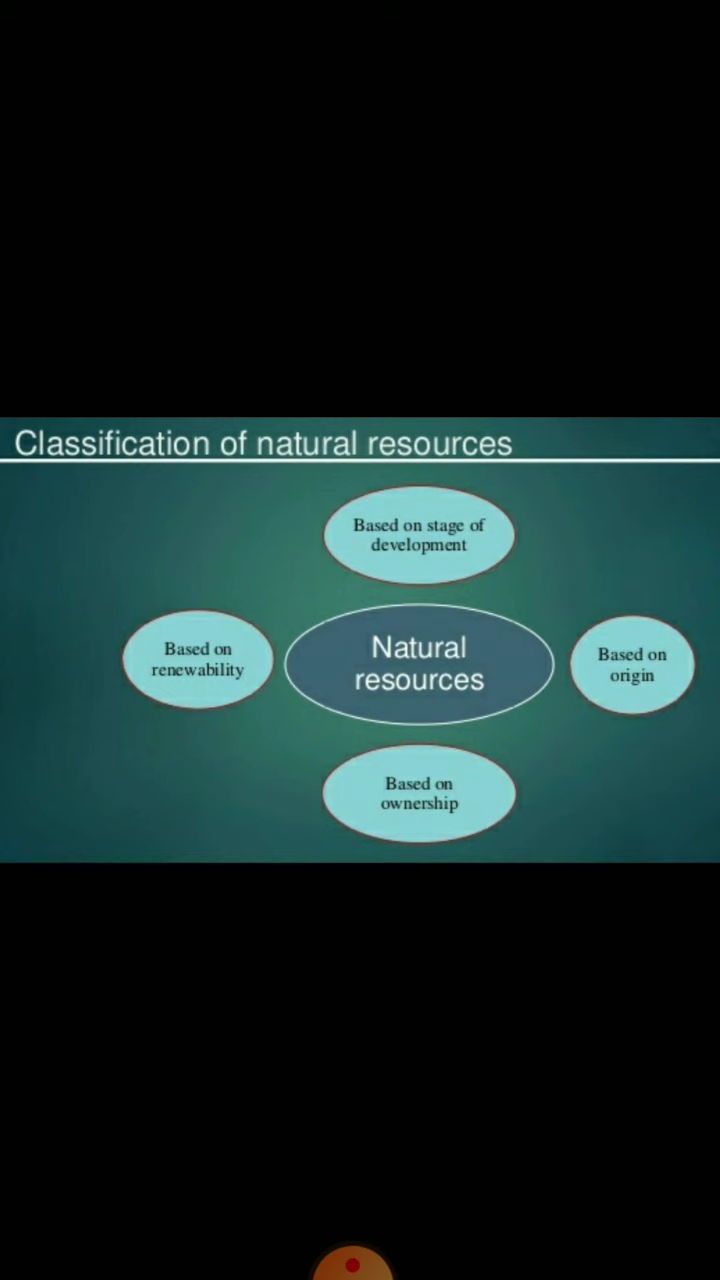 Classification of natural resources
Based on stage of
development
Based on
renewability
Natural
resources
Based on
origin
Based on
ownership